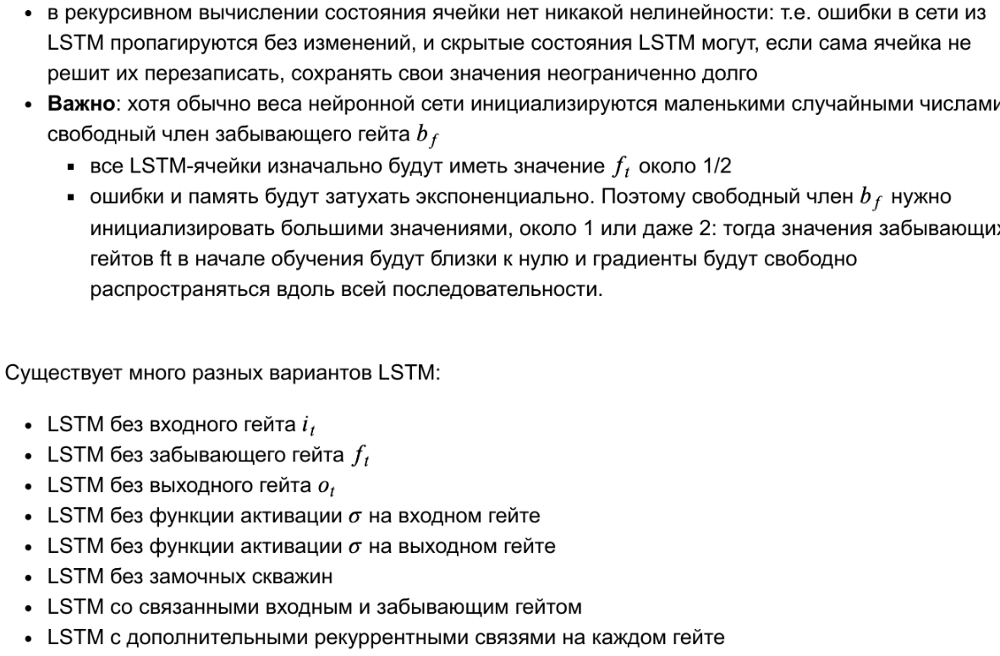 • в рекурсивном вычислении состояния ячейки нет никакой нелинейности: т.е. ошибки в сети из
LSTM пропагируются без изменений, и скрытые состояния LSTM могут, если сама ячейка не
решит их перезаписать, сохранять свои значения неограниченно долго
• Важно: хотя обычно веса нейронной сети инициализируются маленькими случайными числами
свободный член забывающего гейта b_f
▪ все LSTM-ячейки изначально будут иметь значение f_t около 1/2
▪ ошибки и память будут затухать экспоненциально. Поэтому свободный член b_f нужно
инициализировать большими значениями, около 1 или даже 2: тогда значения забывающих
гейтов ft в начале обучения будут близки к нулю и градиенты будут свободно
распространяться вдоль всей последовательности.
Существует много разных вариантов LSTM:
• LSTM без входного гейта i_t
• LSTM без забывающего гейта f_t
• LSTM без выходного гейта o_t
• LSTM без функции активации σ на входном гейте
• LSTM без функции активации σ на выходном гейте
• LSTM без замочных скважин
• LSTM со связанными входным и забывающим гейтом
• LSTM с дополнительными рекуррентными связями на каждом гейте